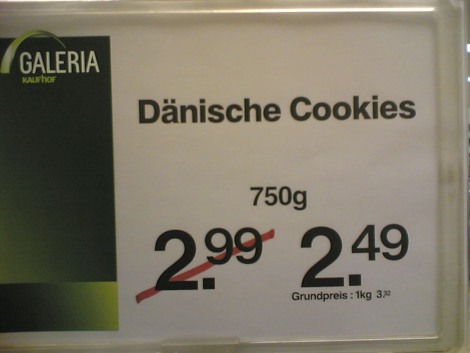 GALERIA
KAUFHOF
Dänische Cookies
750g
2.99 2.49
Grundpreis : 1kg 3,32